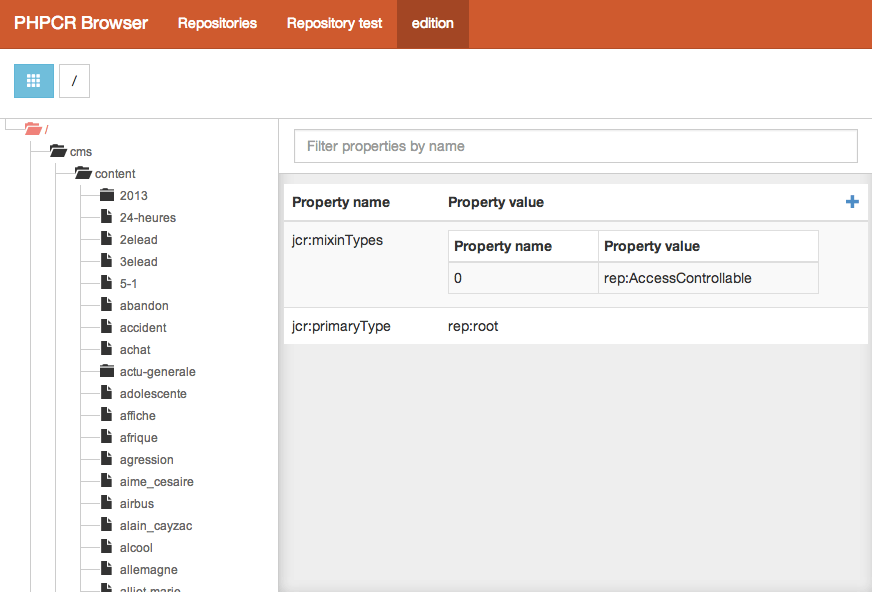 PHPCR Browser Repositories Repository test edition
/
/
cms
content
2013
24-heures
2elead
3elead
5-1
abandon
accident
achat
actu-generale
adolescente
affiche
afrique
agression
aime_cesaire
airbus
alain_cayzac
alcool
allemagne
alliot-marie
Filter properties by name
Property name Property value +
jcr:mixinTypes
Property name Property value
0 rep:AccessControllable
jcr:primaryType rep:root